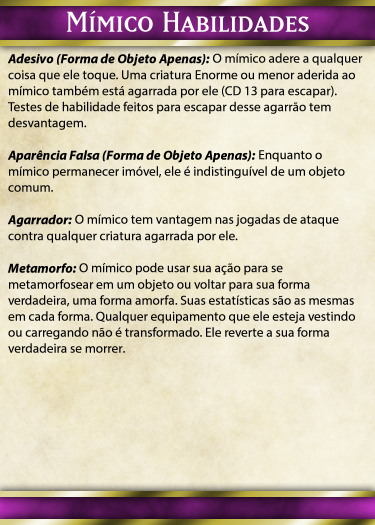 Mímico Habilidades
Adesivo (Forma de Objeto Apenas): O mímico adere a qualquer
coisa que ele toque. Uma criatura Enorme ou menor aderida ao
mímico também está agarrada por ele (CD 13 para escapar).
Testes de habilidade feitos para escapar desse agarrão tem
desvantagem.
Aparência Falsa (Forma de Objeto Apenas): Enquanto o
mímico permanecer imóvel, ele é indistinguível de um objeto
comum.
Agarrador: O mímico tem vantagem nas jogadas de ataque
contra qualquer criatura agarrada por ele.
Metamorfo: O mímico pode usar sua ação para se
metamorfosear em um objeto ou voltar para sua forma
verdadeira, uma forma amorfa. Suas estatísticas são as mesmas
em cada forma. Qualquer equipamento que ele esteja vestindo
ou carregando não é transformado. Ele reverte a sua forma
verdadeira se morrer.